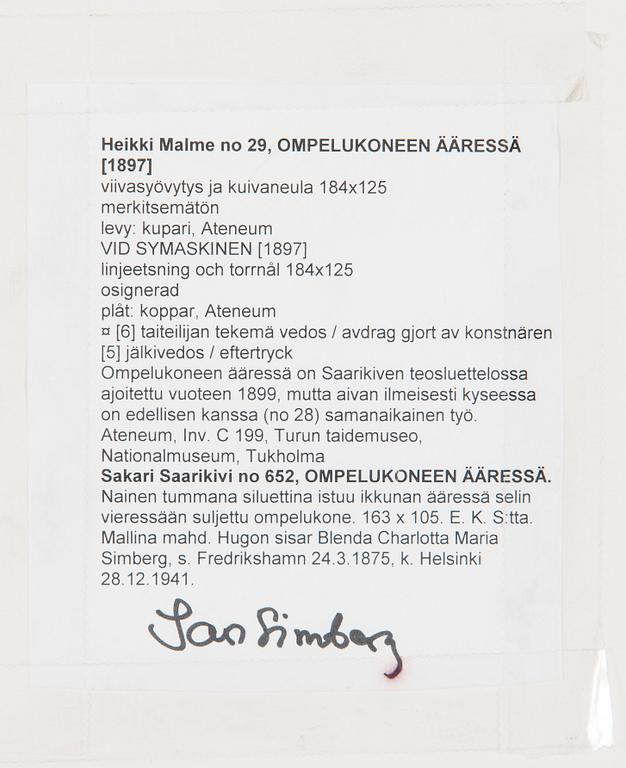 Heikki Malme no 29, OMPELUKONEEN ÄÄRESSÄ
[1897]
viivasyövytys ja kuivaneula 184x125
merkitsemätön
levy: kupari, Ateneum
VID SYMASKINEN [1897]
linjeetsning och torrnål 184x125
osignerad
plåt: koppar, Ateneum
¤ [6] taiteilijan tekemä vedos / avdrag gjort av konstnären
[5] jälkivedos / eftertryck
Ompelukoneen ääressä on Saarikiven teosluettelossa
ajoitettu vuoteen 1899, mutta aivan ilmeisesti kyseessa
on edellisen kanssa (no 28) samanaikainen työ.
Ateneum, Inv. C 199, Turun taidemuseo,
Nationalmuseum, Tukholma
Sakari Saarikivi no 652, OMPELUKONEEN ÄÄRESSÄ.
Nainen tummana siluettina istuu ikkunan ääressä selin
vieressään suljettu ompelukone. 163 x 105. E. K. S:tta.
Mallina mahd. Hugon sisar Blenda Charlotta Maria
Simberg, s. Fredrikshamn 24.3.1875, k. Helsinki
28.12.1941.
Jan Simberg